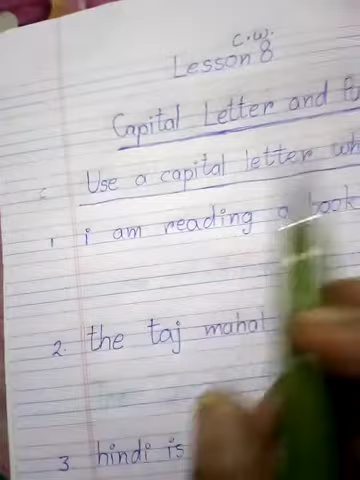 C.W.
Lesson 8
Capital Letter and
Use a capital letter
1 i am reading a book
2. the taj mahal
3 hindi is